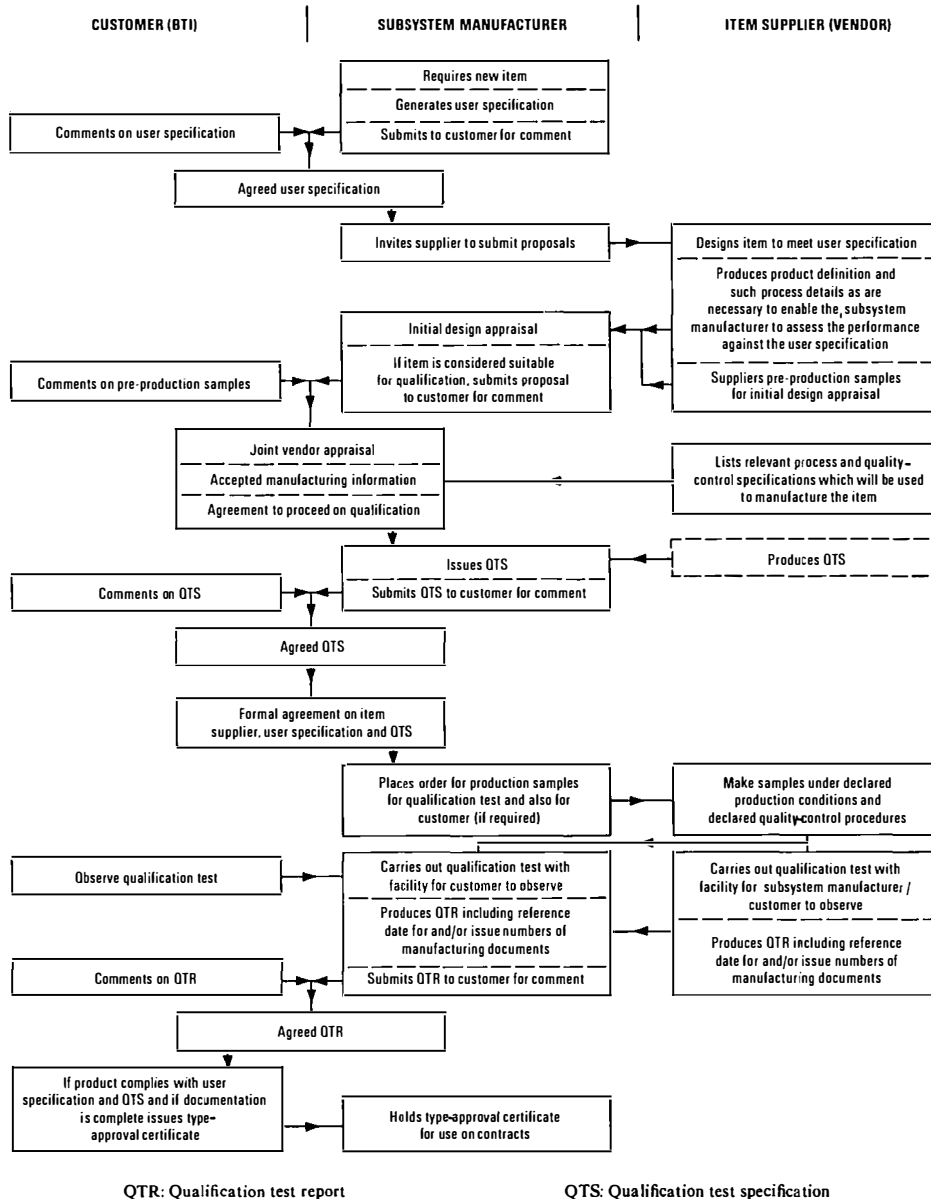 CUSTOMER (BTI)
SUBSYSTEM MANUFACTURER
ITEM SUPPLIER (VENDOR)
Requires new item
Generates user specification
Submits to customer for comment
Comments on user specification
Agreed user specification
Invites supplier to submit proposals
Designs item to meet user specification
Produces product definition and
such process details as are
necessary to enable the subsystem
manufacturer to assess the performance
against the user specification
Suppliers pre-production samples
for initial design appraisal
Initial design appraisal
If item is considered suitable
for qualification, submits proposal
to customer for comment
Comments on pre-production samples
Joint vendor appraisal
Accepted manufacturing information
Agreement to proceed on qualification
Lists relevant process and quality-
control specifications which will be used
to manufacture the item
Produces QTS
Issues QTS
Submits QTS to customer for comment
Comments on QTS
Agreed QTS
Formal agreement on item
supplier, user specification and QTS
Places order for production samples
for qualification test and also for
customer (if required)
Make samples under declared
production conditions and
declared quality-control procedures
Observe qualification test
Carries out qualification test with
facility for customer to observe
Produces QTR including reference
date for and/or issue numbers of
manufacturing documents
Submits QTR to customer for comment
Carries out qualification test with
facility for subsystem manufacturer/
customer to observe
Produces QTR including reference
date for and/or issue numbers of
manufacturing documents
Comments on QTR
Agreed QTR
If product complies with user
specification and QTS and if documentation
is complete issues type-
approval certificate
Holds type-approval certificate
for use on contracts
QTR: Qualification test report
QTS: Qualification test specification